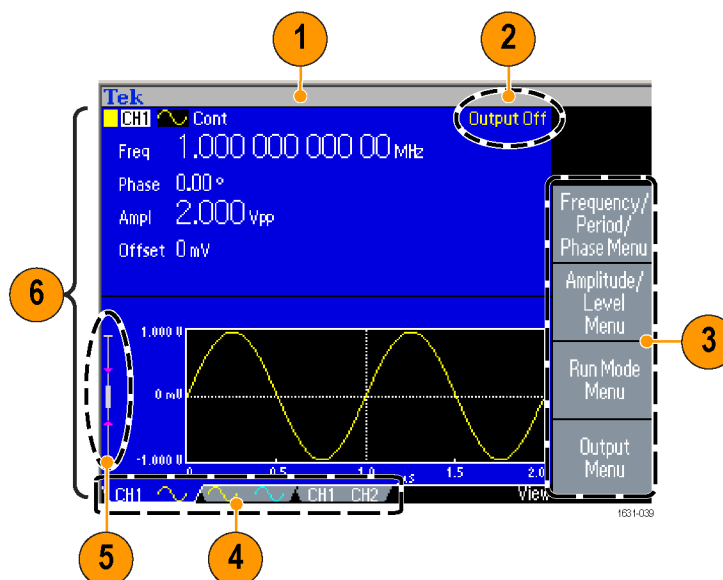 1
2
Tek
CH1 Cont
Output Off
Freq 1.000 000 000 00 MHz
Phase 0.00 °
Ampl 2.000 Vpp
Offset 0 mV
Frequency/
Period/
Phase Menu
Amplitude/
Level
Menu
Run Mode
Menu
Output
Menu
3
6
1.000 V
0 mV
-1.000 V
0 0.5 1.5 2.0
CH1 CH1 CH2 View
1631-039
5
4